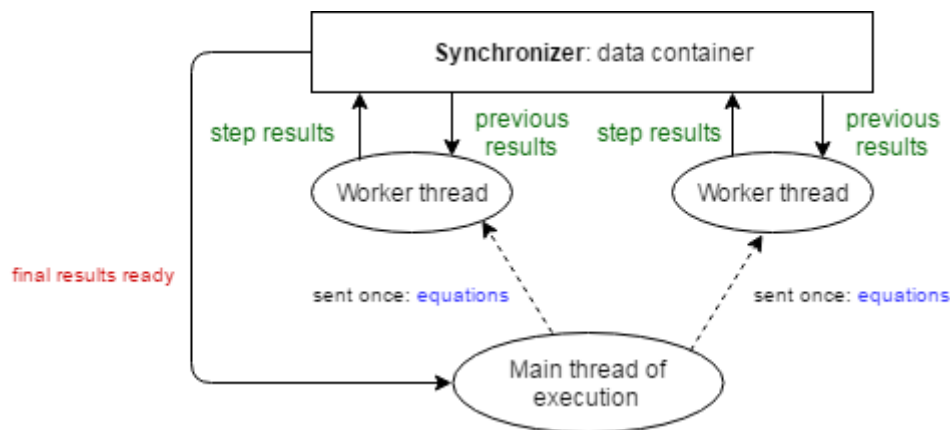 Synchronizer: data container
step results
previous
results
step results
previous
results
Worker thread
Worker thread
final results ready
sent once: equations
sent once: equations
Main thread of
execution